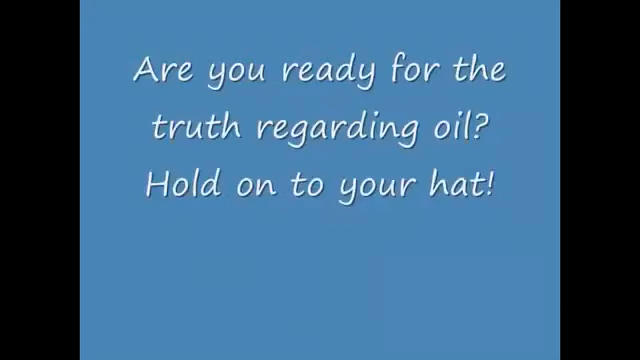 Are you ready for the
truth regarding oil?
Hold on to your hat!